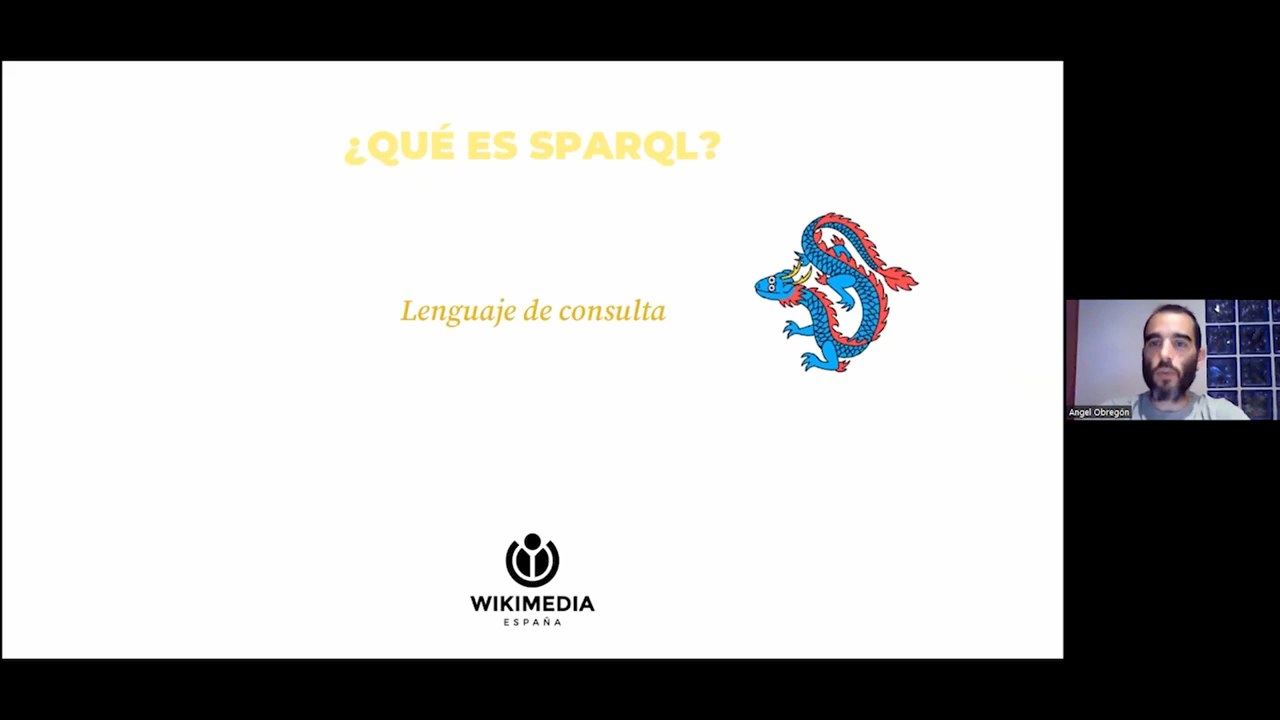 ¿QUÉ ES SPARQL?
Lenguaje de consulta
WIKIMEDIA
ESPAÑA
Angel Obregón